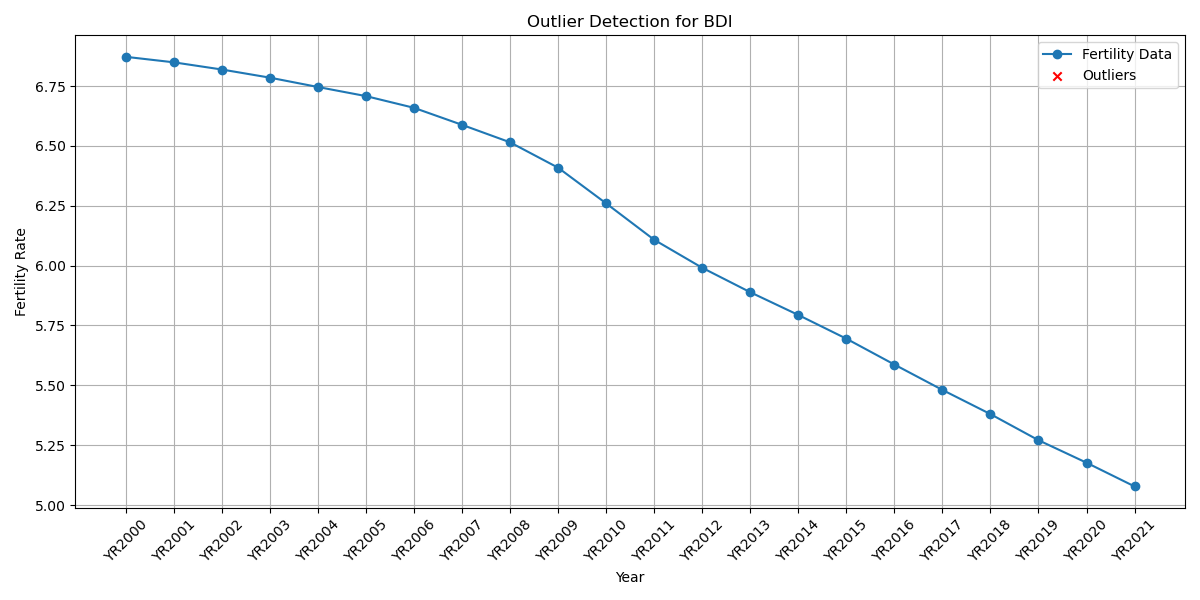 Outlier Detection for BDI
Fertility Data
Outliers
Fertility Rate
6.75
6.50
6.25
6.00
5.75
5.50
5.25
5.00
YR2000
YR2001
YR2002
YR2003
YR2004
YR2005
YR2006
YR2007
YR2008
YR2009
YR2010
YR2011
YR2012
YR2013
YR2014
YR2015
YR2016
YR2017
YR2018
YR2019
YR2020
YR2021
Year